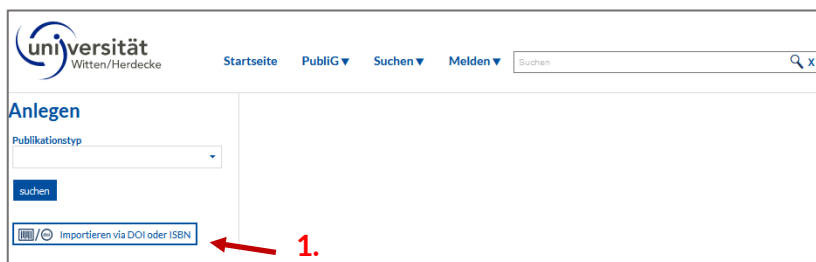 universität
Witten/Herdecke
Startseite PubliG Suchen Melden Suchen X
Anlegen
Publikationstyp
suchen
Importieren via DOI oder ISBN
1.